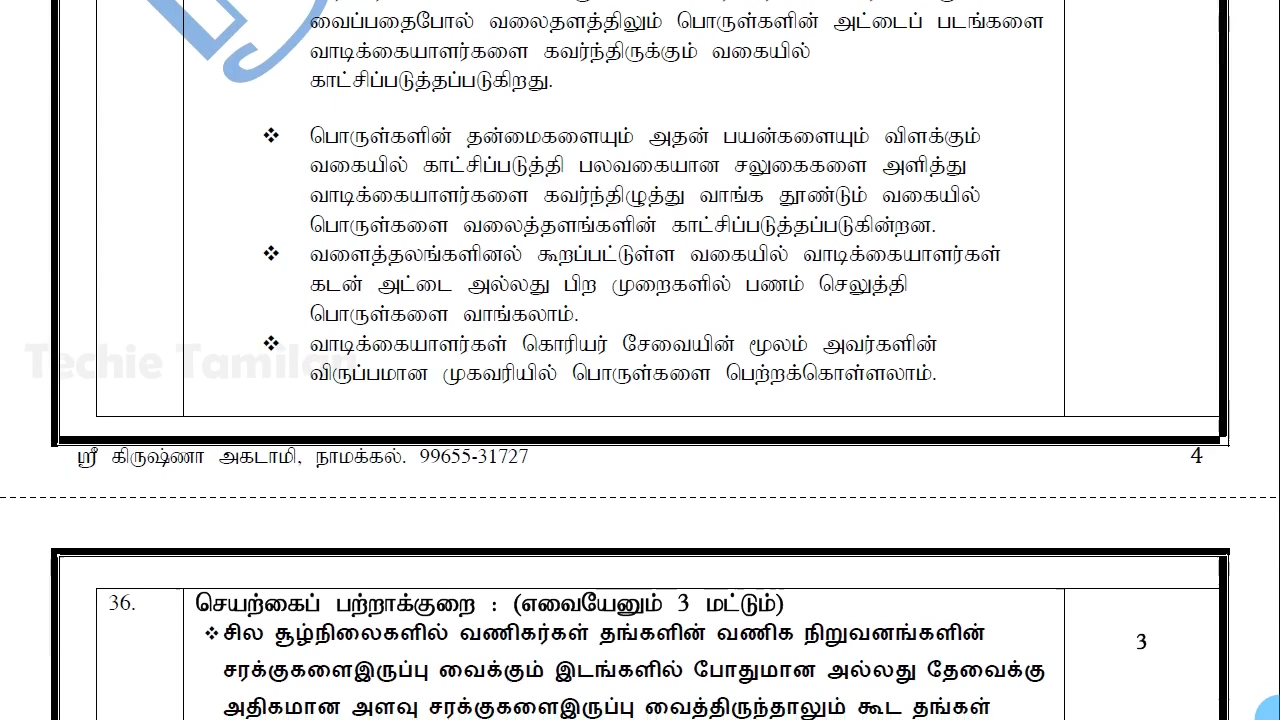 வைப்பதைபோல் வலைதளத்திலும் பொருள்களின் அட்டைப் படங்களை
வாடிக்கையாளர்களை கவர்ந்திருக்கும் வகையில்
காட்சிப்படுத்தப்படுகிறது.
❖ பொருள்களின் தன்மைகளையும் அதன் பயன்களையும் விளக்கும்
வகையில் காட்சிப்படுத்தி பலவகையான சலுகைகளை அளித்து
வாடிக்கையாளர்களை கவர்ந்திழுத்து வாங்க தூண்டும் வகையில்
பொருள்களை வலைத்தளங்களின் காட்சிப்படுத்தப்படுகின்றன.
❖ வளைத்தலங்களினல் கூறப்பட்டுள்ள வகையில் வாடிக்கையாளர்கள்
கடன் அட்டை அல்லது பிற முறைகளில் பணம் செலுத்தி
பொருள்களை வாங்கலாம்.
❖ வாடிக்கையாளர்கள் கொரியர் சேவையின் மூலம் அவர்களின்
விருப்பமான முகவரியில் பொருள்களை பெற்றக்கொள்ளலாம்.
Techie Tamilan
ஸ்ரீ கிருஷ்ணா அகடாமி, நாமக்கல். 99655-31727 4
36. செயற்கைப் பற்றாக்குறை : (எவையேனும் 3 மட்டும்)
❖ சில சூழ்நிலைகளில் வணிகர்கள் தங்களின் வணிக நிறுவனங்களின்
3
சரக்குகளைஇருப்பு வைக்கும் இடங்களில் போதுமான அல்லது தேவைக்கு
அதிகமான அளவு சரக்குகளைஇருப்பு வைத்திருந்தாலும் கூட தங்கள்